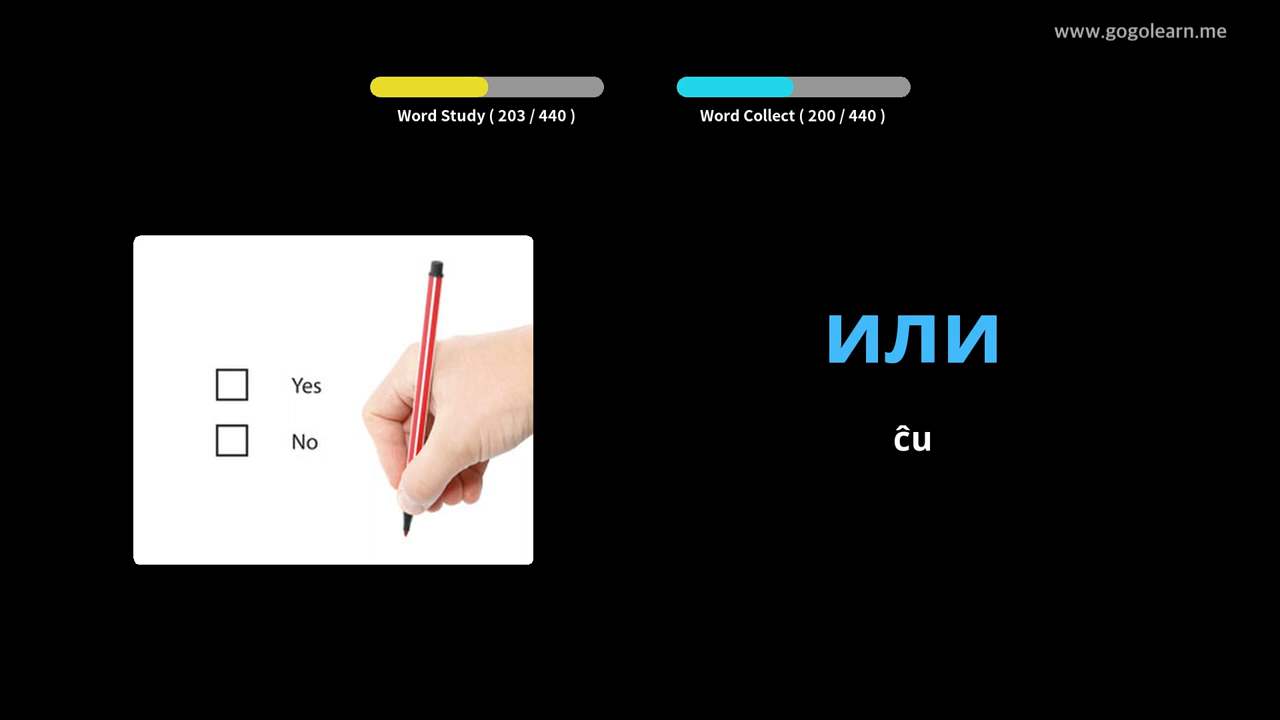 www.gogolearn.me
Word Study ( 203 / 440 )
Word Collect ( 200 / 440 )
Yes
No
или
ĉu